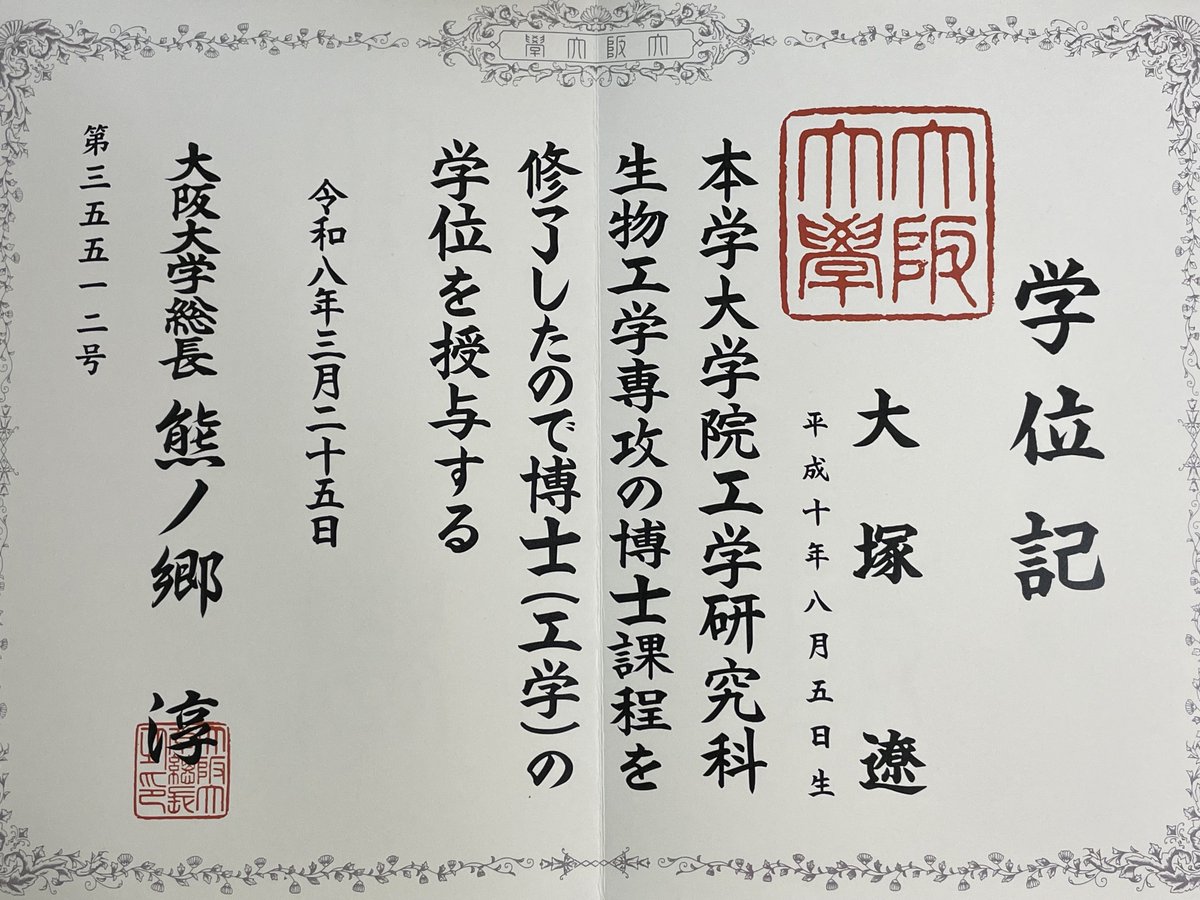 大阪大學
学位記
大阪大學
大塚遼
平成十年八月五日生
本学大学院工学研究科
生物工学専攻の博士課程を
修了したので博士(工学)の
学位を授与する
令和八年三月二十五日
大阪大学総長 熊ノ郷 淳
第三五五一二号